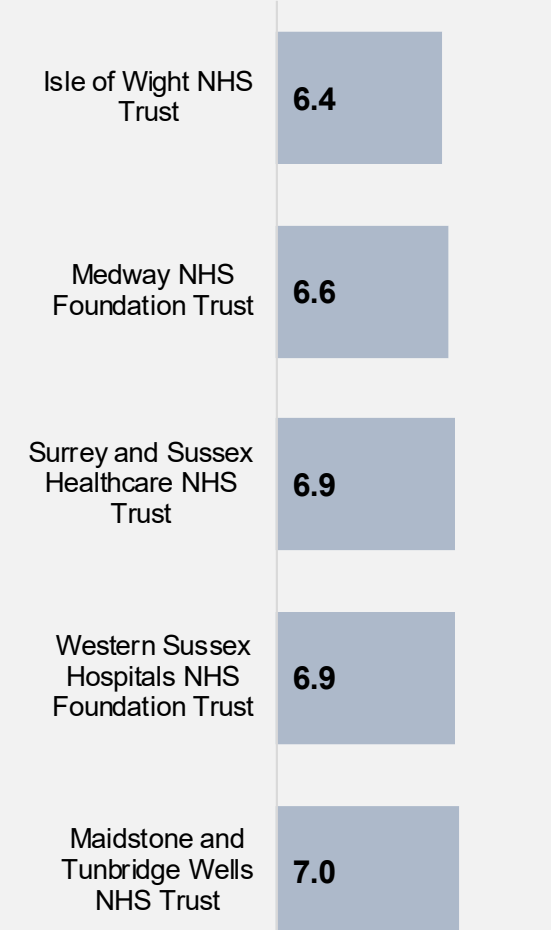 Isle of Wight NHS
Trust
6.4
Medway NHS
Foundation Trust
6.6
Surrey and Sussex
Healthcare NHS
Trust
6.9
Western Sussex
Hospitals NHS
Foundation Trust
6.9
Maidstone and
Tunbridge Wells
NHS Trust
7.0